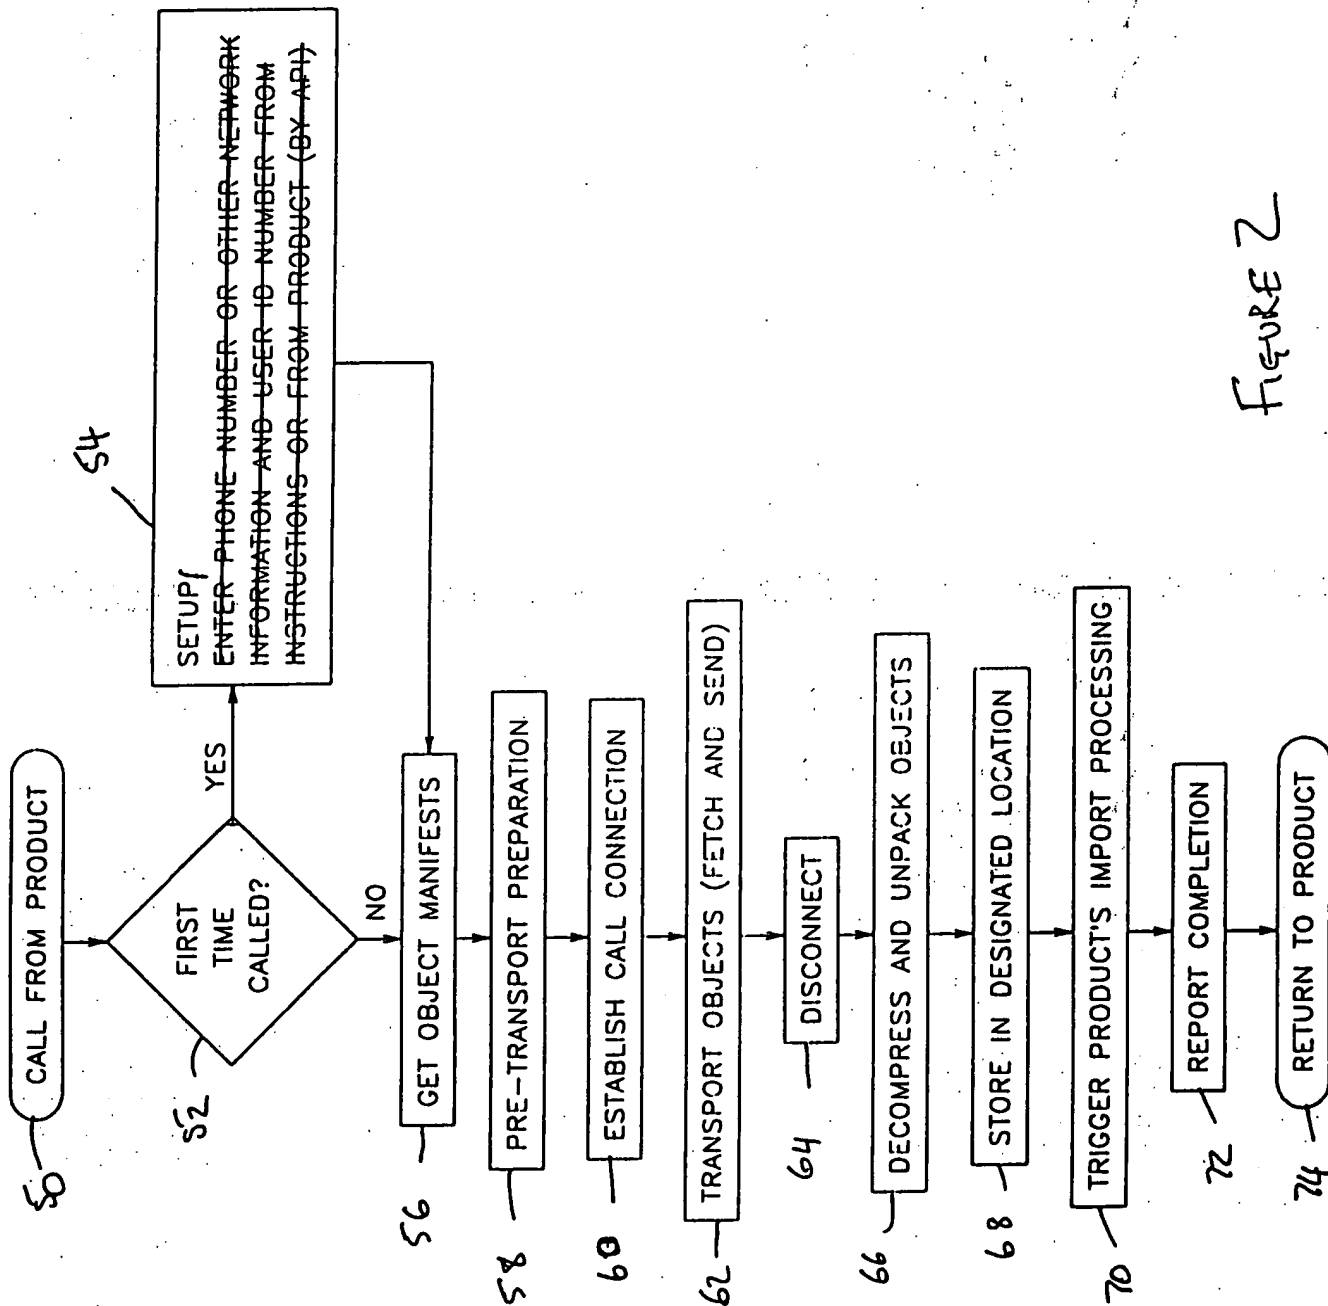 50
CALL FROM PRODUCT
52
FIRST
TIME
CALLED?
YES
NO
54
SETUP/
ENTER PHONE NUMBER OR OTHER NETWORK
INFORMATION AND USER ID NUMBER FROM
INSTRUCTIONS OR FROM PRODUCT (BY API)
56
GET OBJECT MANIFESTS
58
PRE-TRANSPORT PREPARATION
60
ESTABLISH CALL CONNECTION
62
TRANSPORT OBJECTS (FETCH AND SEND)
64
DISCONNECT
66
DECOMPRESS AND UNPACK OBJECTS
68
STORE IN DESIGNATED LOCATION
70
TRIGGER PRODUCT'S IMPORT PROCESSING
72
REPORT COMPLETION
74
RETURN TO PRODUCT
FIGURE 2